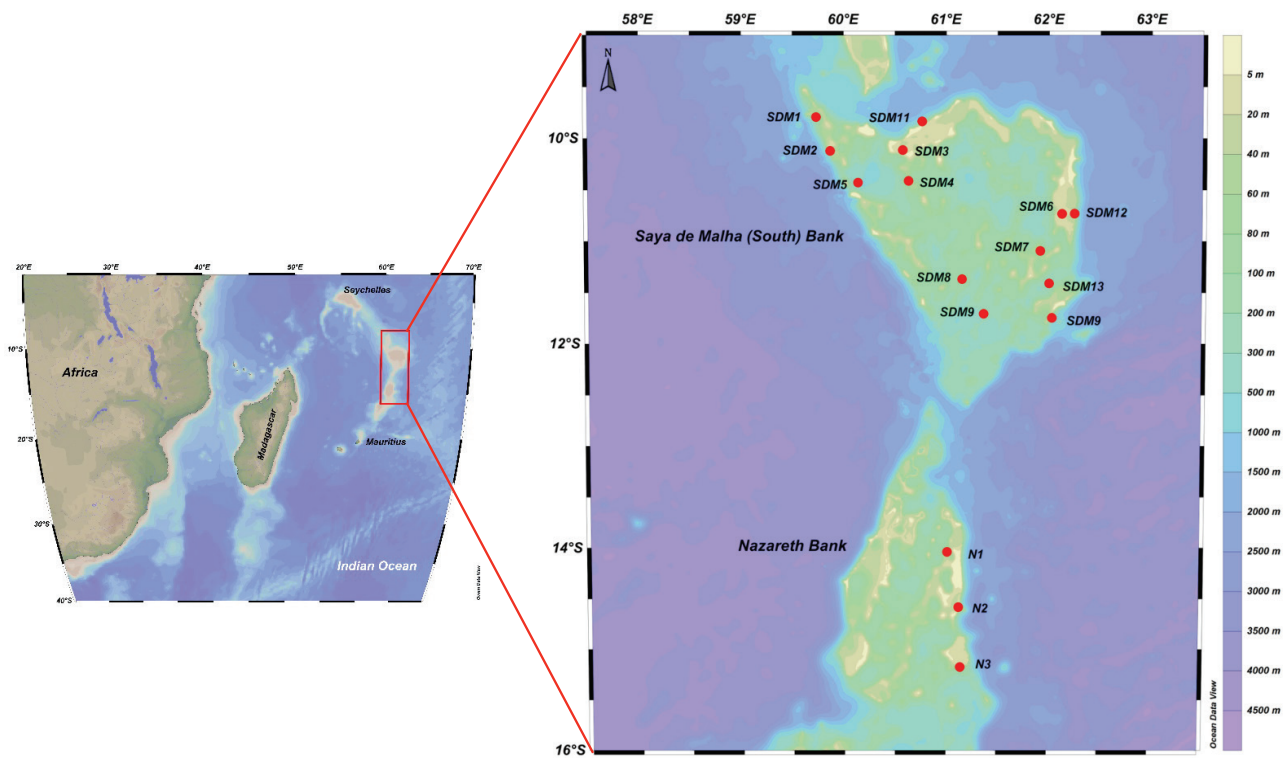 58°E 59°E 60°E 61°E 62°E 63°E
N
5 m
SDM1 SDM11
20 m
10°S
40 m
SDM2 SDM3
60 m
SDM5 SDM4
SDM6 SDM12
80 m
Saya de Malha (South) Bank
SDM7
100 m
SDM8 SDM13
200 m
SDM9 SDM9
12°S
300 m
500 m
1000 m
1500 m
2000 m
14°S
Nazareth Bank
N1
2500 m
3000 m
N2
3500 m
N3
4000 m
4500 m
16°S
Ocean Data View
20°E 30°E 40°E 50°E 60°E 70°E
Seychelles
10°S
Africa
Madagascar
20°S
Mauritius
30°S
Indian Ocean
40°S
Ocean Data View